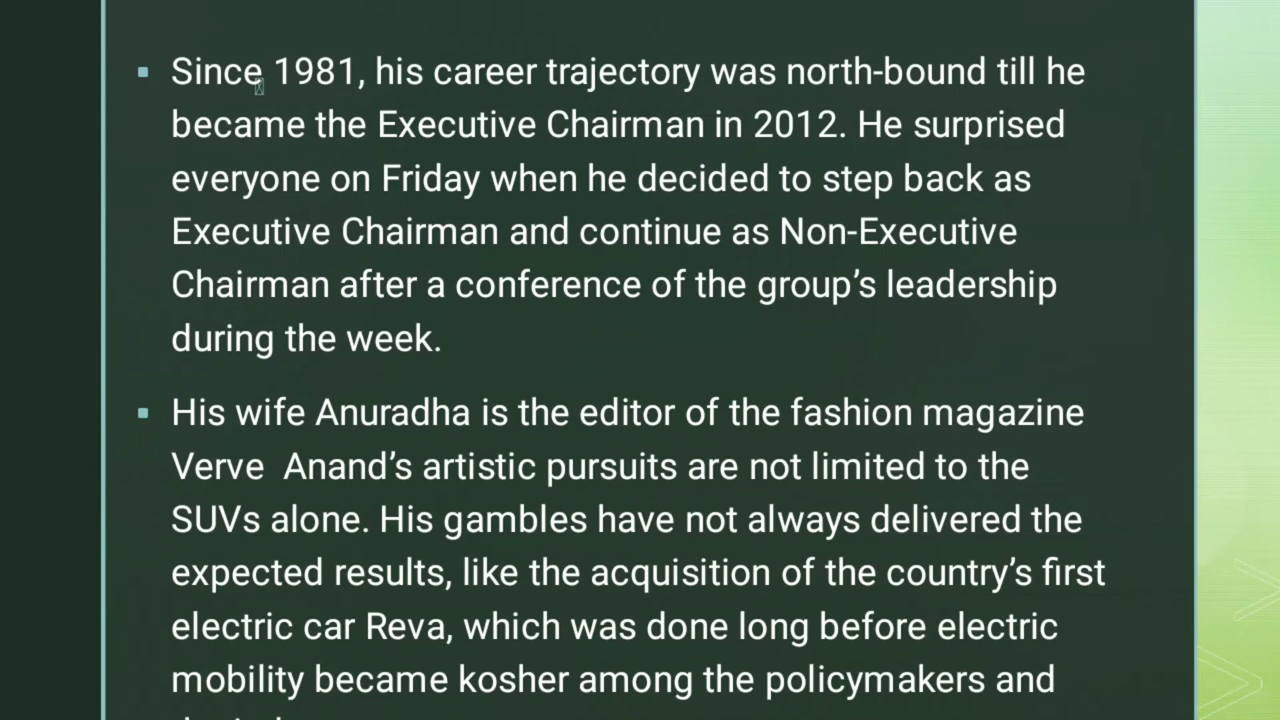 Since 1981, his career trajectory was north-bound till he
became the Executive Chairman in 2012. He surprised
everyone on Friday when he decided to step back as
Executive Chairman and continue as Non-Executive
Chairman after a conference of the group’s leadership
during the week.
His wife Anuradha is the editor of the fashion magazine
Verve  Anand’s artistic pursuits are not limited to the
SUVs alone. His gambles have not always delivered the
expected results, like the acquisition of the country’s first
electric car Reva, which was done long before electric
mobility became kosher among the policymakers and